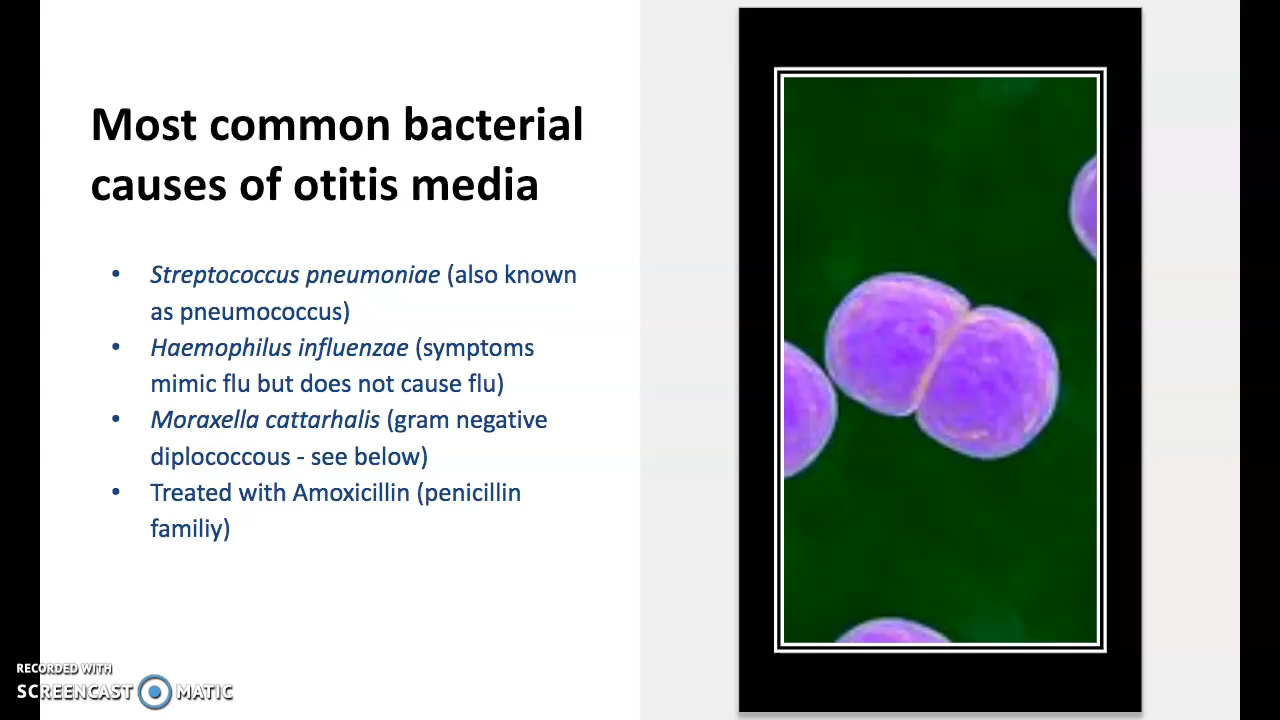 Most common bacterial
causes of otitis media
• Streptococcus pneumoniae (also known
as pneumococcus)
• Haemophilus influenzae (symptoms
mimic flu but does not cause flu)
• Moraxella cattarhalis (gram negative
diplococcous - see below)
• Treated with Amoxicillin (penicillin
familiy)
RECORDED WITH
SCREENCAST MATIC